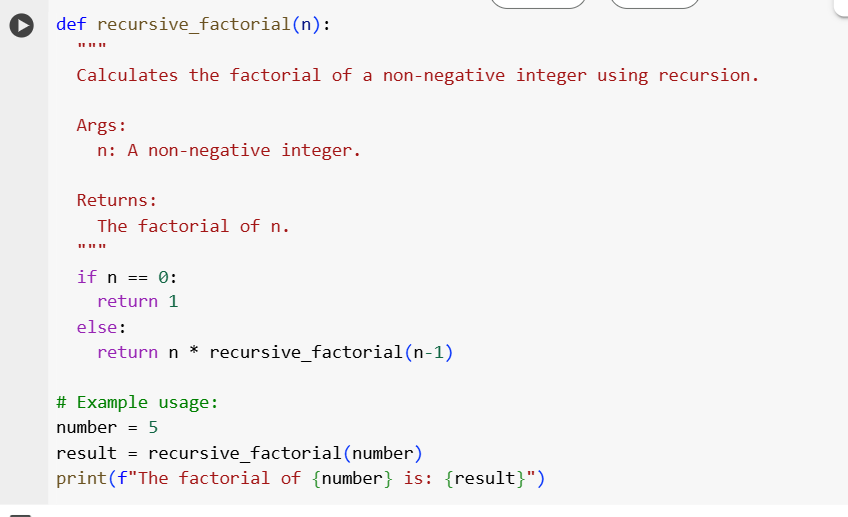 def recursive_factorial(n):
  """
  Calculates the factorial of a non-negative integer using recursion.

  Args:
    n: A non-negative integer.

  Returns:
    The factorial of n.
  """
  if n == 0:
    return 1
  else:
    return n * recursive_factorial(n-1)

# Example usage:
number = 5
result = recursive_factorial(number)
print(f"The factorial of {number} is: {result}")